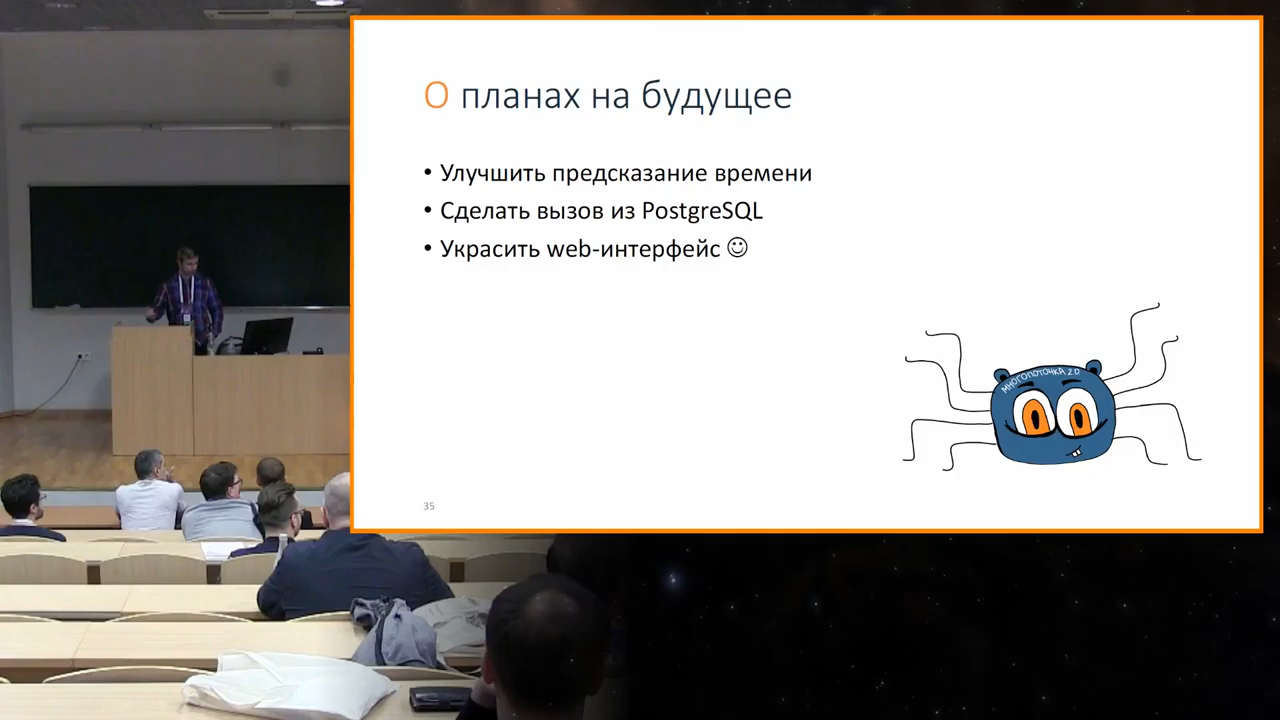 О планах на будущее
• Улучшить предсказание времени
• Сделать вызов из PostgreSQL
• Украсить web-интерфейс ☺
МНОГОПОТОЧКА 2.0
35